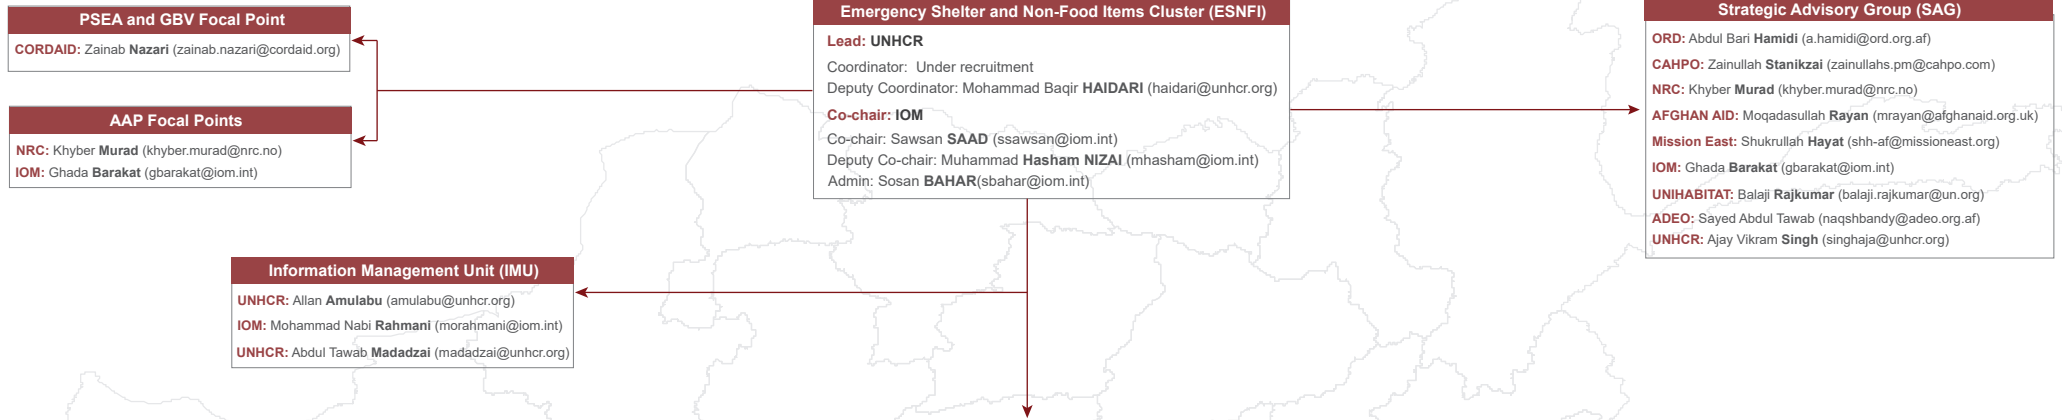 PSEA and GBV Focal Point
CORDAID: Zainab Nazari (zainab.nazari@cordaid.org)
AAP Focal Points
NRC: Khyber Murad (khyber.murad@nrc.no)
IOM: Ghada Barakat (gbarakat@iom.int)
Emergency Shelter and Non-Food Items Cluster (ESNFI)
Lead: UNHCR
Coordinator:  Under recruitment
Deputy Coordinator: Mohammad Baqir HAIDARI (haidari@unhcr.org)
Co-chair: IOM
Co-chair: Sawsan SAAD (ssawsan@iom.int)
Deputy Co-chair: Muhammad Hasham NIZAI (mhasham@iom.int)
Admin: Sosan BAHAR(sbahar@iom.int)
Strategic Advisory Group (SAG)
ORD: Abdul Bari Hamidi (a.hamidi@ord.org.af)
CAHPO: Zainullah Stanikzai (zainullahs.pm@cahpo.com)
NRC: Khyber Murad (khyber.murad@nrc.no)
AFGHAN AID: Moqadasullah Rayan (mrayan@afghanaid.org.uk)
Mission East: Shukrullah Hayat (shh-af@missioneast.org)
IOM: Ghada Barakat (gbarakat@iom.int)
UNIHABITAT: Balaji Rajkumar (balaji.rajkumar@un.org)
ADEO: Sayed Abdul Tawab (naqshbandy@adeo.org.af)
UNHCR: Ajay Vikram Singh (singhaja@unhcr.org)
Information Management Unit (IMU)
UNHCR: Allan Amulabu (amulabu@unhcr.org)
IOM: Mohammad Nabi Rahmani (morahmani@iom.int)
UNHCR: Abdul Tawab Madadzai (madadzai@unhcr.org)